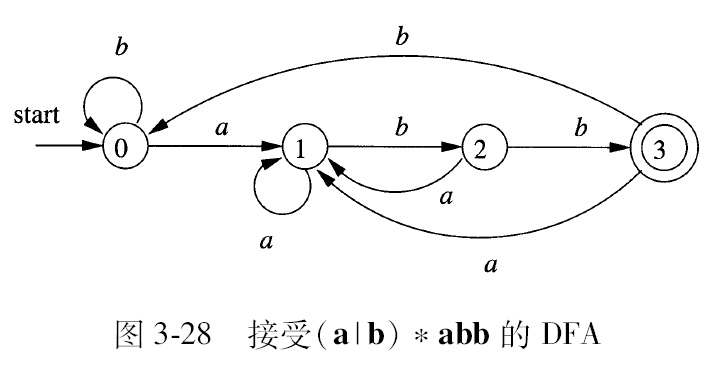 b
b
start
a
b
b
0
1
2
3
a
a
a
图 3-28 接受(a|b)*abb 的 DFA